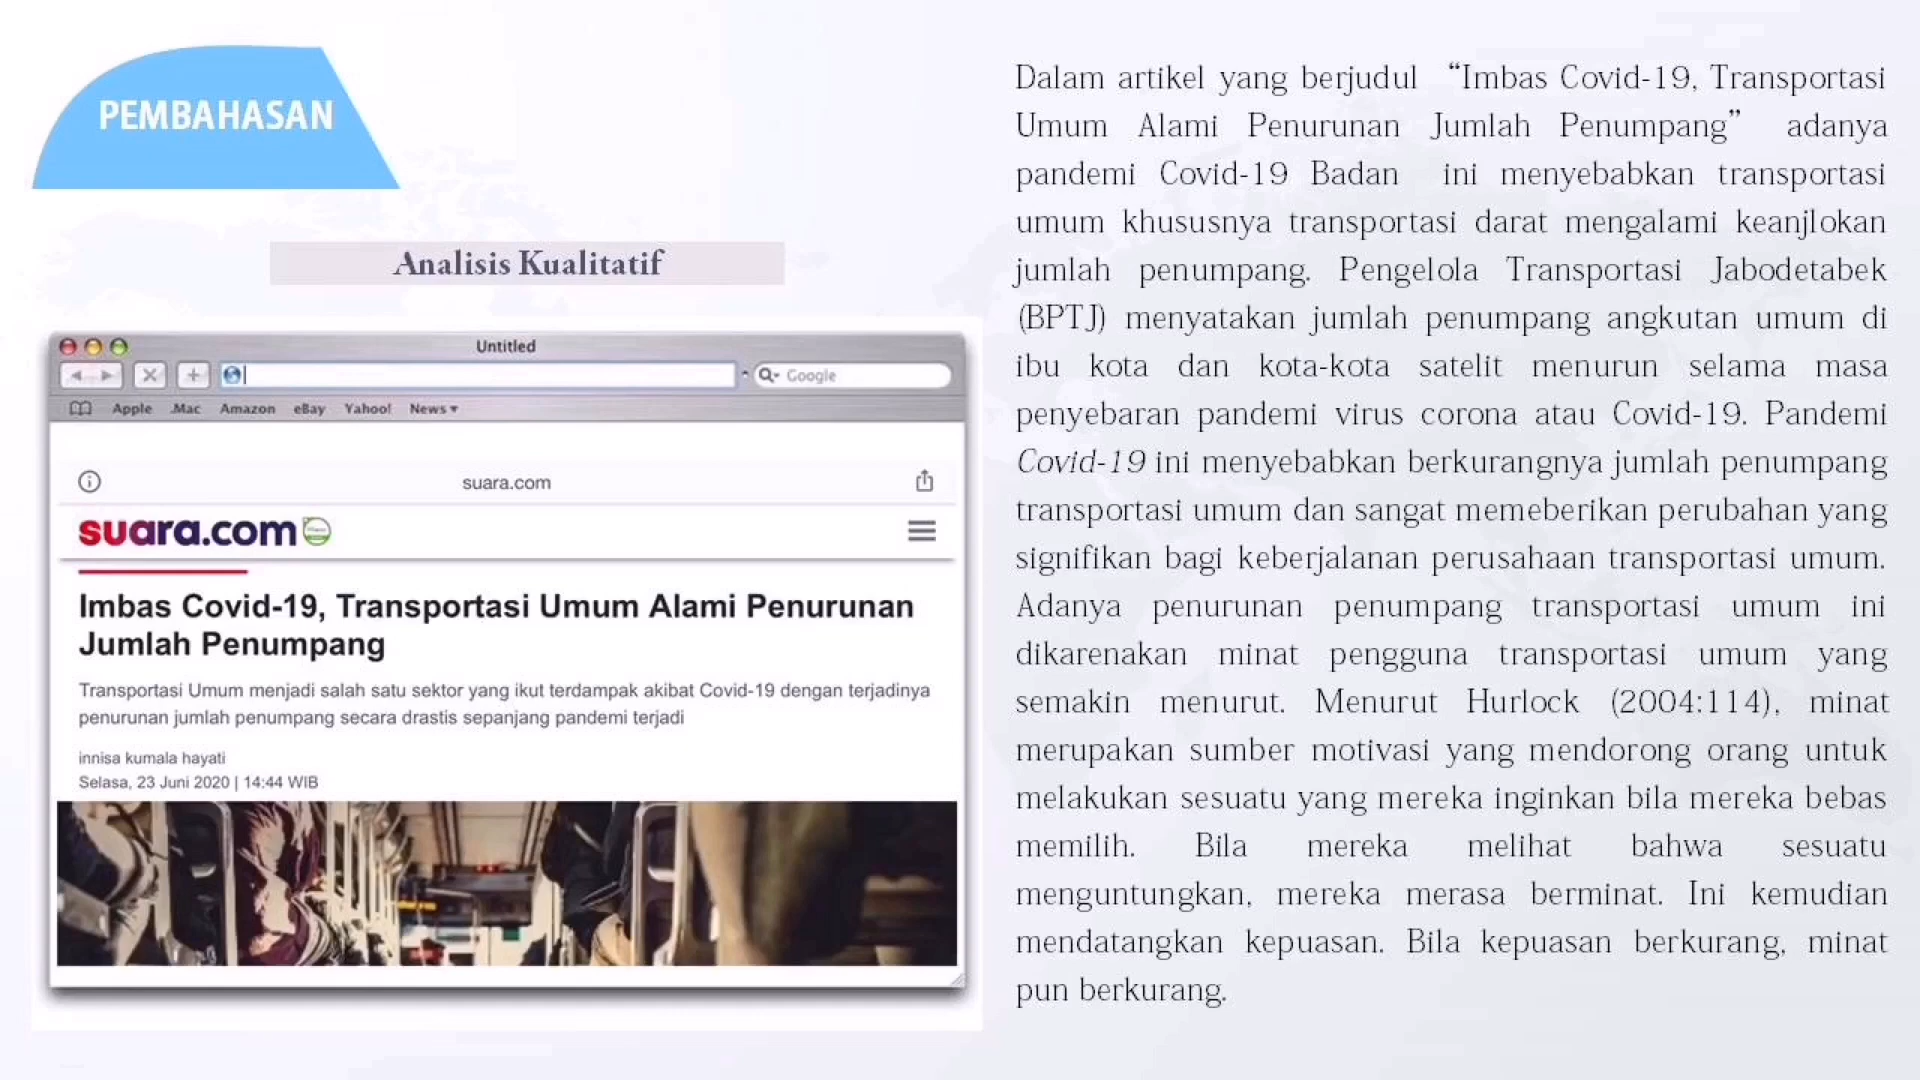 PEMBAHASAN
Analisis Kualitatif
Untitled
Google
Apple Mac Amazon eBay Yahoo! News
suara.com
suara.com
Imbas Covid-19, Transportasi Umum Alami Penurunan
Jumlah Penumpang
Transportasi Umum menjadi salah satu sektor yang ikut terdampak akibat Covid-19 dengan terjadinya
penurunan jumlah penumpang secara drastis sepanjang pandemi terjadi
innisa kumala hayati
Selasa, 23 Juni 2020 | 14:44 WIB
Dalam artikel yang berjudul “Imbas Covid-19, Transportasi
Umum Alami Penurunan Jumlah Penumpang” adanya
pandemi Covid-19 Badan ini menyebabkan transportasi
umum khususnya transportasi darat mengalami keanjlokan
jumlah penumpang. Pengelola Transportasi Jabodetabek
(BPTJ) menyatakan jumlah penumpang angkutan umum di
ibu kota dan kota-kota satelit menurun selama masa
penyebaran pandemi virus corona atau Covid-19. Pandemi
Covid-19 ini menyebabkan berkurangnya jumlah penumpang
transportasi umum dan sangat memeberikan perubahan yang
signifikan bagi keberjalanan perusahaan transportasi umum.
Adanya penurunan penumpang transportasi umum ini
dikarenakan minat pengguna transportasi umum yang
semakin menurut. Menurut Hurlock (2004:114), minat
merupakan sumber motivasi yang mendorong orang untuk
melakukan sesuatu yang mereka inginkan bila mereka bebas
memilih. Bila mereka melihat bahwa sesuatu
menguntungkan, mereka merasa berminat. Ini kemudian
mendatangkan kepuasan. Bila kepuasan berkurang, minat
pun berkurang.